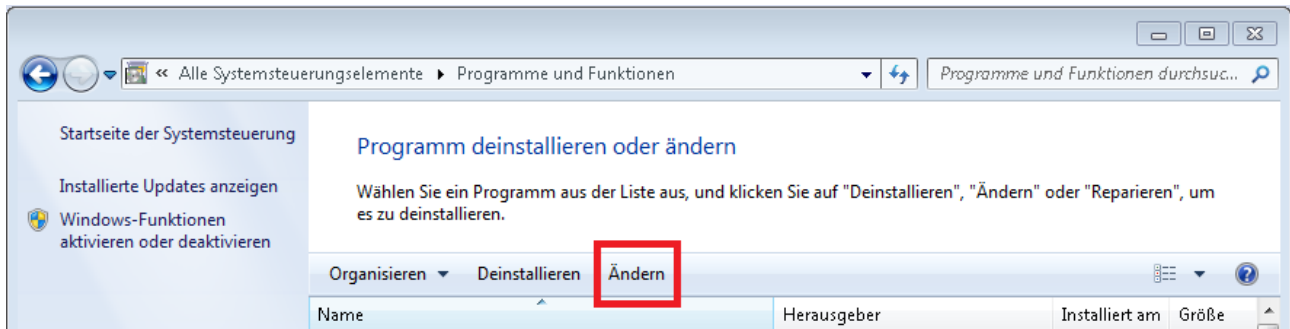 « Alle Systemsteuerungselemente ▸ Programme und Funktionen Programme und Funktionen durchsuc...
Startseite der Systemsteuerung
Installierte Updates anzeigen
Windows-Funktionen
aktivieren oder deaktivieren
Programm deinstallieren oder ändern
Wählen Sie ein Programm aus der Liste aus, und klicken Sie auf "Deinstallieren", "Ändern" oder "Reparieren", um
es zu deinstallieren.
Organisieren Deinstallieren Ändern
Name Herausgeber Installiert am Größe